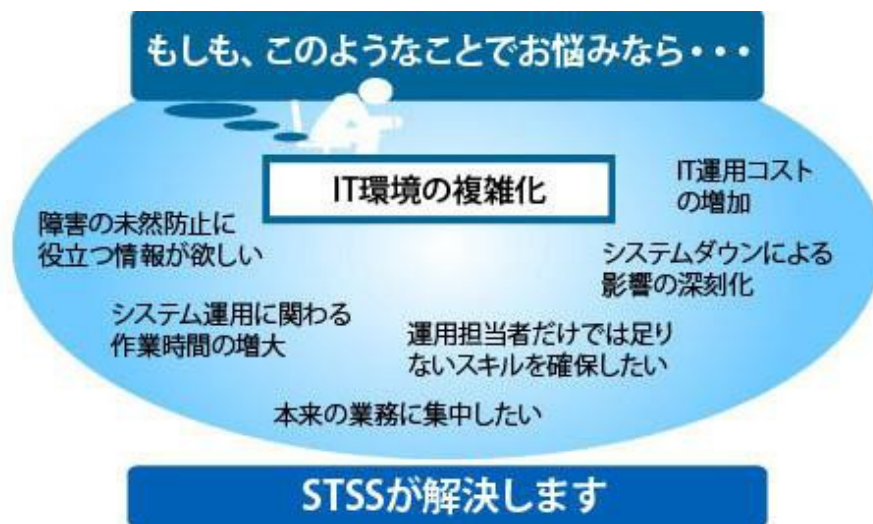 もしも、このようなことでお悩みなら・・・
IT環境の複雑化
IT運用コスト
の増加
障害の未然防止に
役立つ情報が欲しい
システムダウンによる
影響の深刻化
システム運用に関わる
作業時間の増大
運用担当者だけでは足り
ないスキルを確保したい
本来の業務に集中したい
STSSが解決します